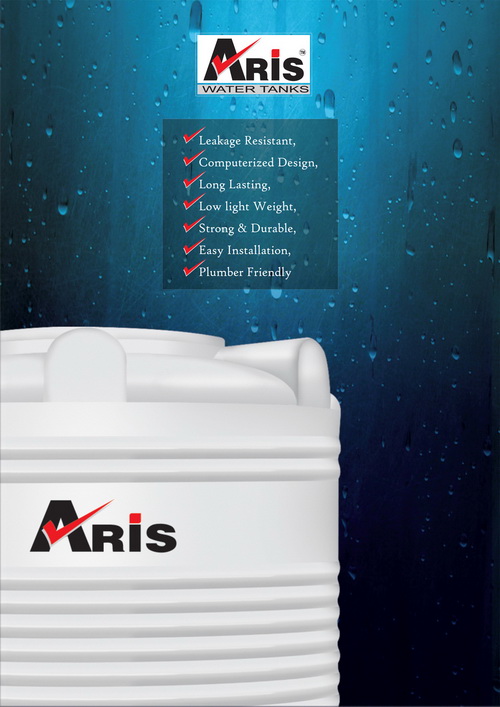 ARIS TM
WATER TANKS
Leakage Resistant,
Computerized Design,
Long Lasting,
Low light Weight,
Strong & Durable,
Easy Installation,
Plumber Friendly
ARIS